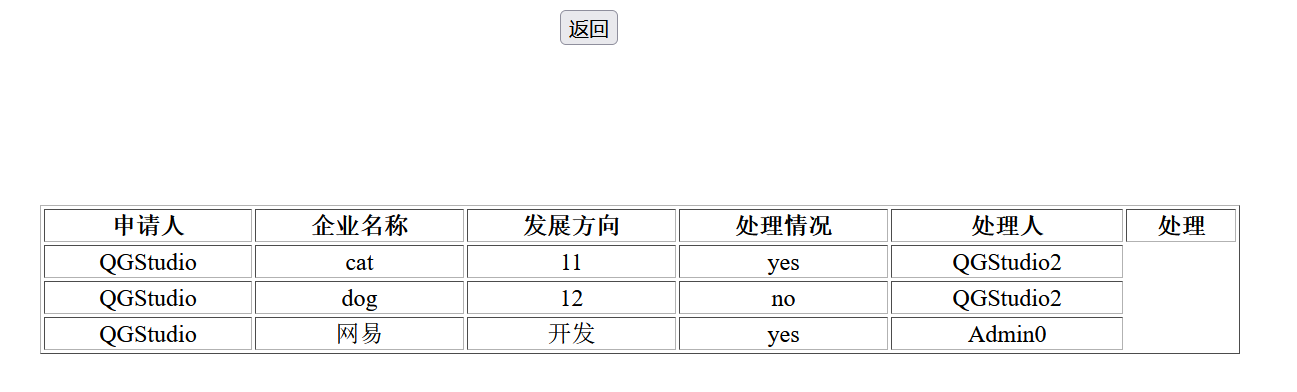 返回
申请人 企业名称 发展方向 处理情况 处理人 处理
QGStudio cat 11 yes QGStudio2
QGStudio dog 12 no QGStudio2
QGStudio 网易 开发 yes Admin0